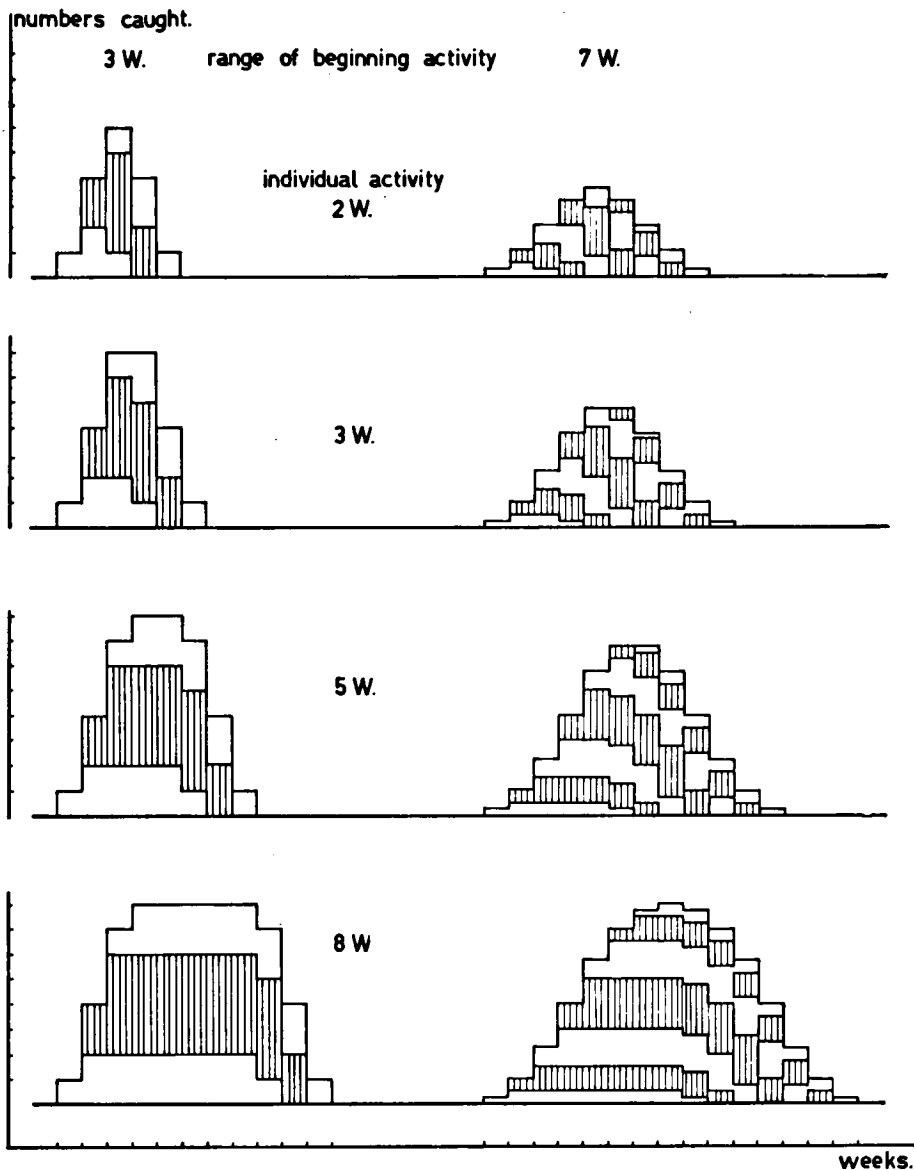 numbers caught.
3 W. range of beginning activity 7 W.
individual activity
2 W.
3 W.
5 W.
8 W
weeks.